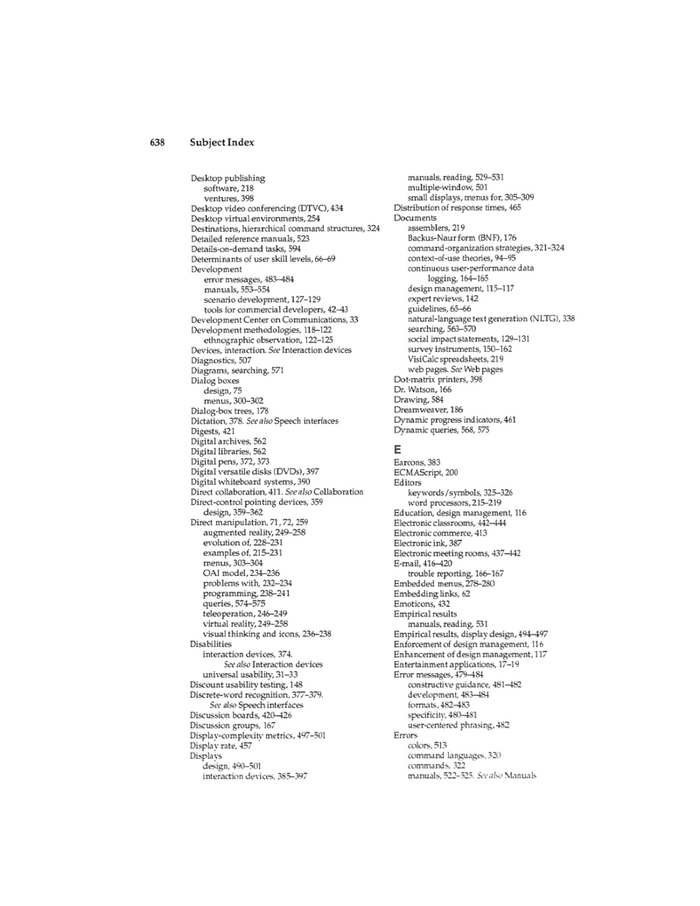 638 Subject Index
Desktop publishing
software, 218
ventures, 398
Desktop video conferencing (DTVC), 434
Desktop virtual environments, 254
Destinations, hierarchical command structures, 324
Detailed reference manuals, 523
Details-on-demand tasks, 594
Determinants of user skill levels, 66–69
Development
error messages, 483–484
manuals, 553–554
scenario development, 127–129
tools for commercial developers, 42–43
Development Center on Communications, 33
Development methodologies, 118–122
ethnographic observation, 122–125
Devices, interaction. See Interaction devices
Diagnostics, 507
Diagrams, searching, 571
Dialog boxes
design, 75
menus, 300–302
Dialog-box trees, 178
Dictation, 378. See also Speech interfaces
Digests, 421
Digital archives, 562
Digital libraries, 562
Digital pens, 372, 373
Digital versatile disks (DVDs), 397
Digital whiteboard systems, 390
Direct collaboration, 411. See also Collaboration
Direct-control pointing devices, 359
design, 359–362
Direct manipulation, 71, 72, 259
augmented reality, 249–258
evolution of, 228–231
examples of, 215–231
menus, 303–304
OAI model, 234–236
problems with, 232–234
programming, 238–241
queries, 574–575
teleoperation, 246–249
virtual reality, 249–258
visual thinking and icons, 236–238
Disabilities
interaction devices, 374.
See also Interaction devices
universal usability, 31–33
Discount usability testing, 148
Discrete-word recognition, 377–379.
See also Speech interfaces
Discussion boards, 420–426
Discussion groups, 167
Display-complexity metrics, 497–501
Display rate, 457
Displays
design, 490–501
interaction devices, 385–397
manuals, reading, 529–531
multiple-window, 501
small displays, menus for, 305–309
Distribution of response times, 465
Documents
assemblers, 219
Backus-Naur form (BNF), 176
command-organization strategies, 321–324
context-of-use theories, 94–95
continuous user-performance data
logging, 164–165
design management, 115–117
expert reviews, 142
guidelines, 65–66
natural-language text generation (NLTG), 338
searching, 563–570
social impact statements, 129–131
survey instruments, 150–162
VisiCalc spreadsheets, 219
web pages. See Web pages
Dot-matrix printers, 398
Dr. Watson, 166
Drawing, 584
Dreamweaver, 186
Dynamic progress indicators, 461
Dynamic queries, 568, 575
E
Earcons, 383
ECMAScript, 200
Editors
keywords/symbols, 325–326
word processors, 215–219
Education, design management, 116
Electronic classrooms, 442–444
Electronic commerce, 413
Electronic ink, 387
Electronic meeting rooms, 437–442
E-mail, 416–420
trouble reporting, 166–167
Embedded menus, 278–280
Embedding links, 62
Emoticons, 432
Empirical results
manuals, reading, 531
Empirical results, display design, 494–497
Enforcement of design management, 116
Enhancement of design management, 117
Entertainment applications, 17–19
Error messages, 479–484
constructive guidance, 481–482
development, 483–484
formats, 482–483
specificity, 480–481
user-centered phrasing, 482
Errors
colors, 513
command languages, 320
commands, 322
manuals, 522–525. See also Manuals